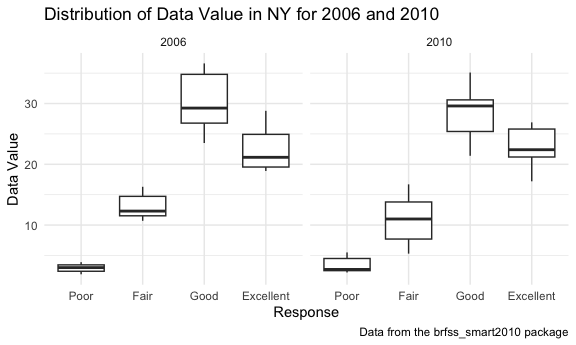 Distribution of Data Value in NY for 2006 and 2010
2006
2010
Data Value
30
20
10
Poor Fair Good Excellent
Poor Fair Good Excellent
Response
Data from the brfss_smart2010 package